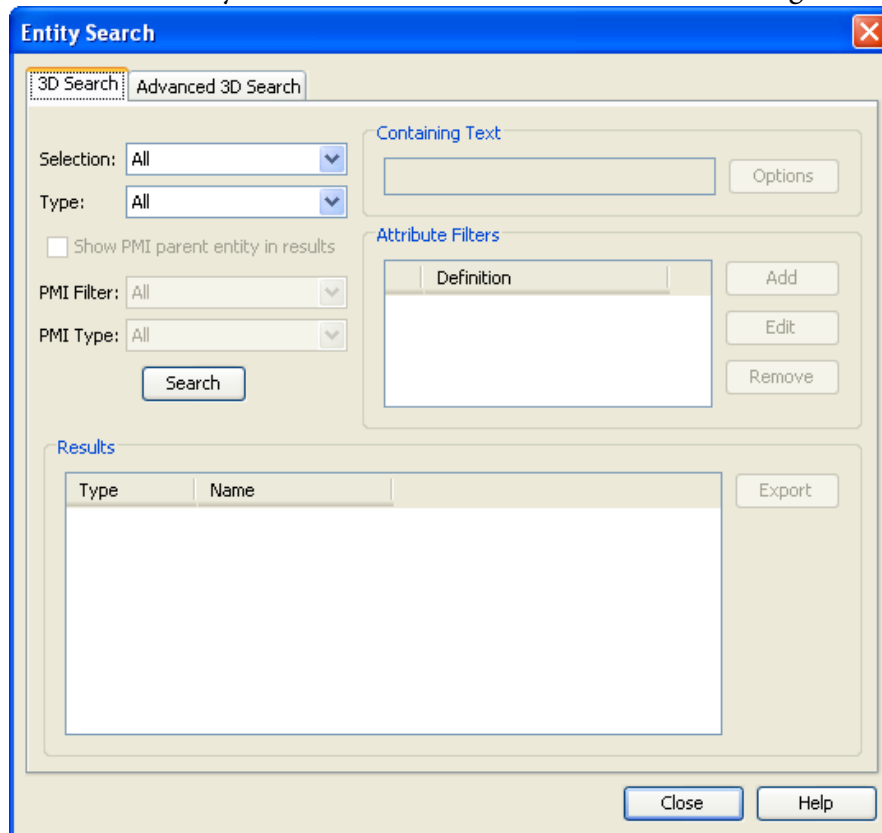 Entity Search
3D Search
Advanced 3D Search
Selection: All
Type: All
Show PMI parent entity in results
PMI Filter: All
PMI Type: All
Search
Containing Text
Options
Attribute Filters
Definition
Add
Edit
Remove
Results
Type Name
Export
Close
Help